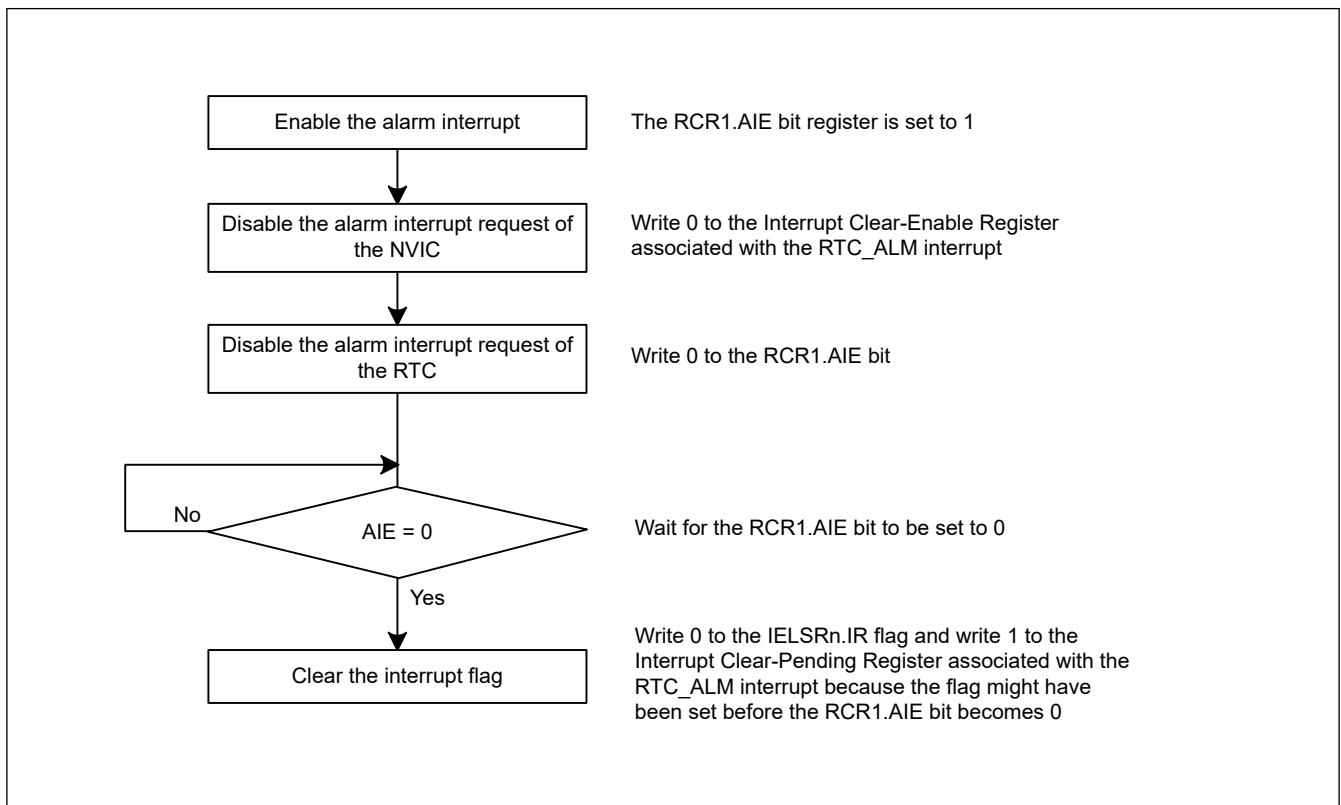 Enable the alarm interrupt
The RCR1.AIE bit register is set to 1
Disable the alarm interrupt request of
the NVIC
Write 0 to the Interrupt Clear-Enable Register
associated with the RTC_ALM interrupt
Disable the alarm interrupt request of
the RTC
Write 0 to the RCR1.AIE bit
No
AIE = 0
Wait for the RCR1.AIE bit to be set to 0
Yes
Clear the interrupt flag
Write 0 to the IELSRn.IR flag and write 1 to the
Interrupt Clear-Pending Register associated with the
RTC_ALM interrupt because the flag might have
been set before the RCR1.AIE bit becomes 0